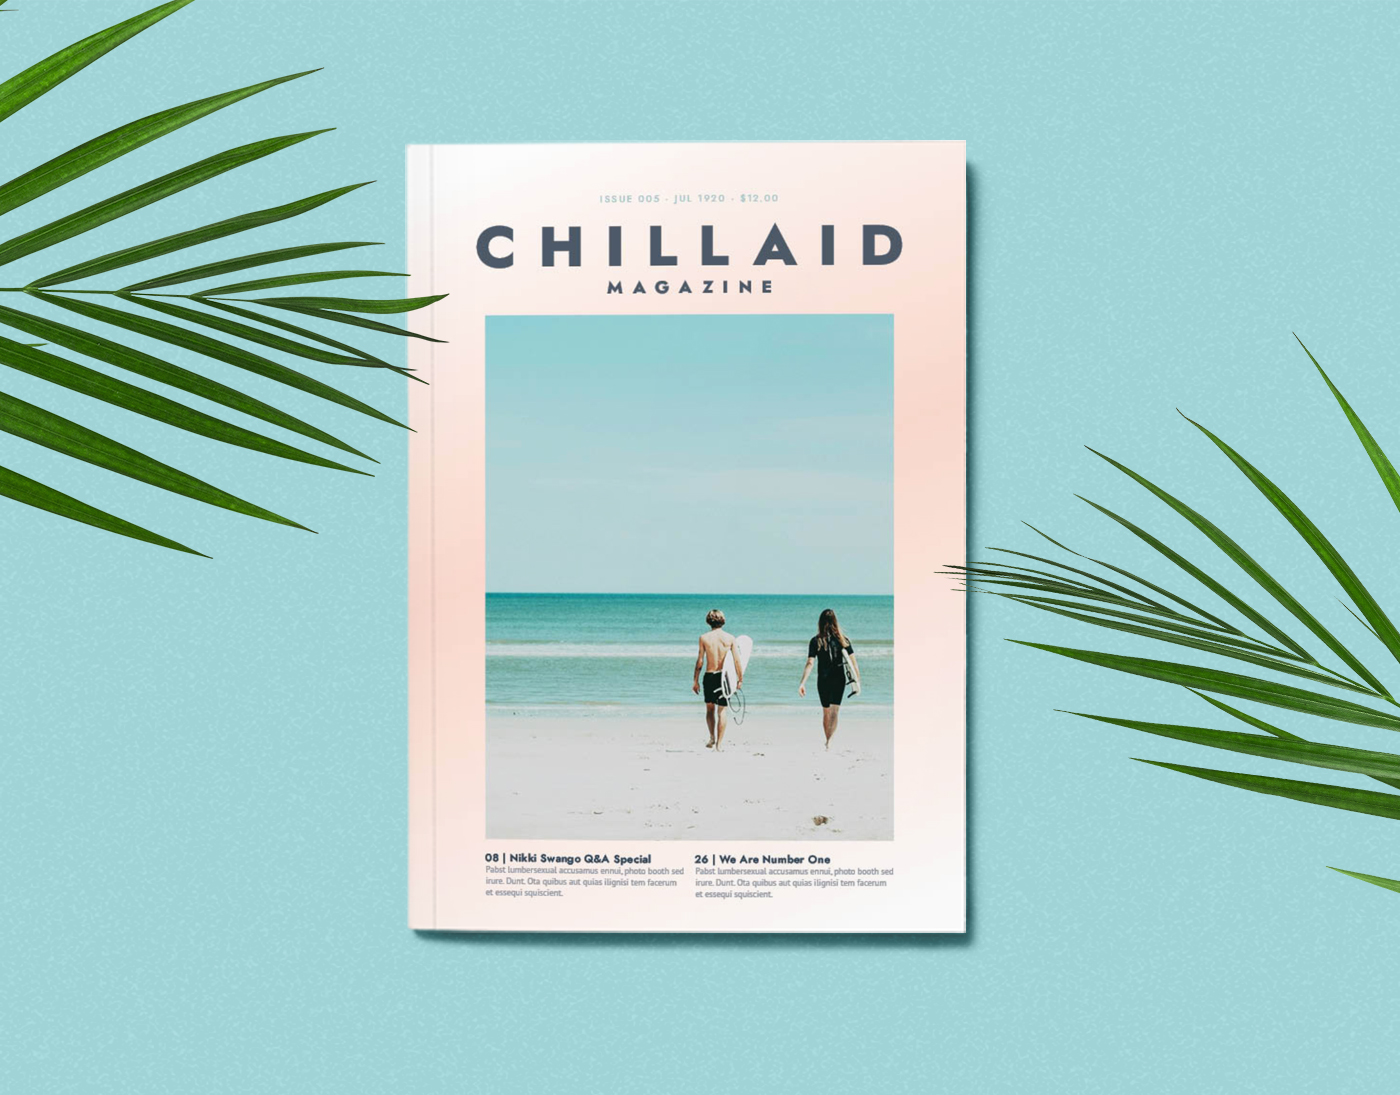 ISSUE 005 - JUL 1920 - $12.00
CHILLAID
MAGAZINE
08 | Nikki Swango Q&A Special
Pabst lumbersexual accusamus ennui, photo booth sed
irure. Dunt. Ota quibus aut quias ilignisi tem facerum
et essequi squiscient.
26 | We Are Number One
Pabst lumbersexual accusamus ennui, photo booth sed
irure. Dunt. Ota quibus aut quias ilignisi tem facerum
et essequi squiscient.